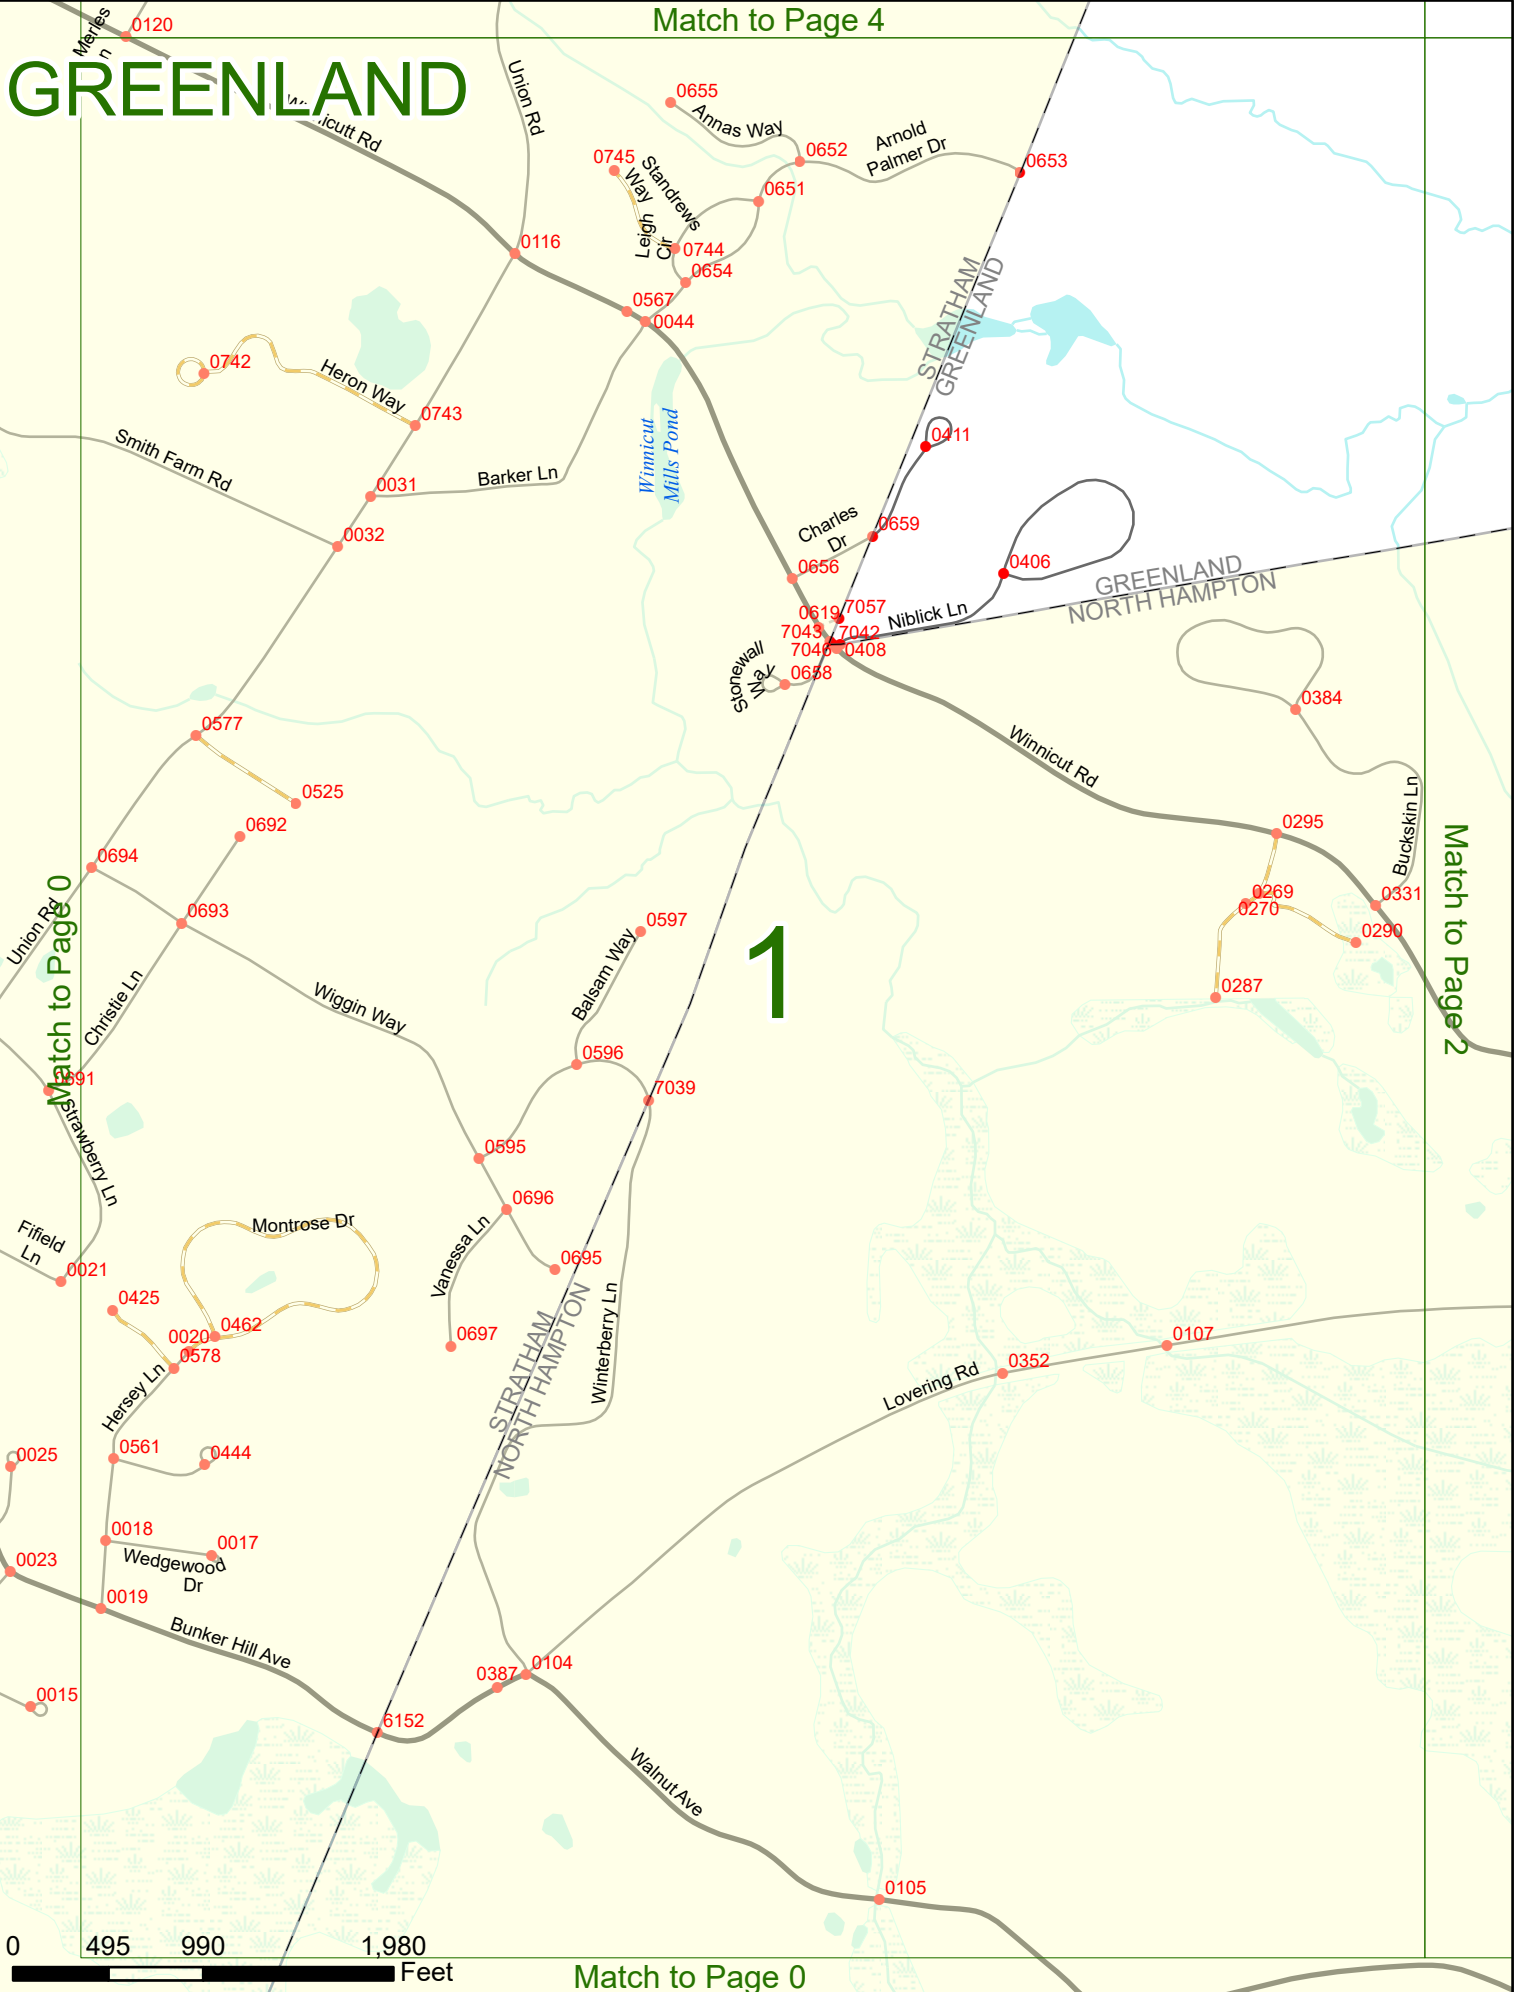 Match to Page 4
0120
Merles
GREENLAND
Union Rd
0655
Annas Way
Arnold
Palmer Dr
0652
0653
0745
Standrews
Cir
Leigh
Way
0651
0116
0744
0654
0567
0044
STRATHAM
GREENLAND
0742
Heron Way
0743
0411
Smith Farm Rd
Barker Ln
0031
Winnicut
Mills Pond
0032
Charles
Dr
0659
0656
0406
GREENLAND
NORTH HAMPTON
0619
7057
Niblick Ln
7043
7042
7046
0408
Stonewall
Way
0658
0384
0577
Winnicut Rd
0525
0692
0295
Buckskin Ln
Match to Page 2
0694
0693
Match to Page 0
Union Rd
0597
0269
0270
0331
0290
1
0287
Balsam Way
Christie Ln
Wiggin Way
0596
0691
7039
Strawberry Ln
0595
0696
Montrose Dr
Vanessa Ln
Fifield
Ln
0021
0695
0425
0020
0462
0578
0697
STRATHAM
NORTH HAMPTON
Winterberry Ln
0107
0352
Lovering Rd
Hersey Ln
0561
0444
0025
0018
0017
Wedgewood
Dr
0023
0019
Bunker Hill Ave
0387
0104
0015
6152
Walnut Ave
0105
0
495
990
1,980
Feet
Match to Page 0